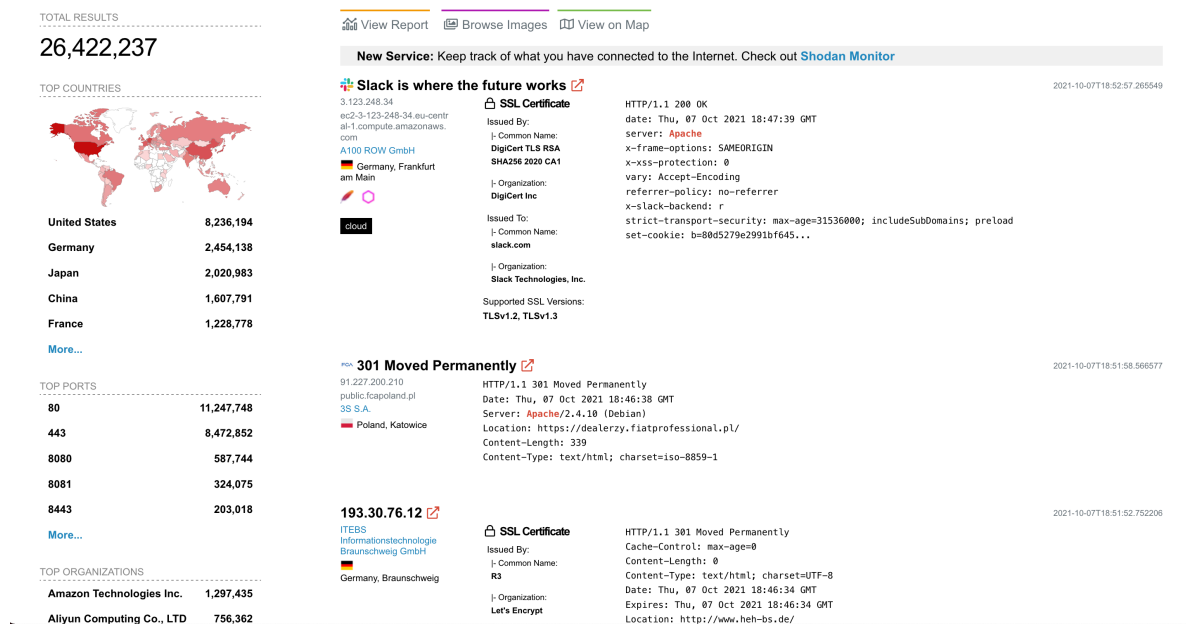 TOTAL RESULTS
26,422,237
TOP COUNTRIES
United States 8,236,194
Germany 2,454,138
Japan 2,020,983
China 1,607,791
France 1,228,778
More...
TOP PORTS
80 11,247,748
443 8,472,852
8080 587,744
8081 324,075
8443 203,018
More...
TOP ORGANIZATIONS
Amazon Technologies Inc. 1,297,435
Aliyun Computing Co., LTD 756,362
View Report Browse Images View on Map
New Service: Keep track of what you have connected to the Internet. Check out Shodan Monitor
Slack is where the future works
2021-10-07T18:52:57.265549
3.123.248.34
ec2-3-123-248-34.eu-centr
al-1.compute.amazonaws.
com
A100 ROW GmbH
Germany, Frankfurt
am Main
cloud
SSL Certificate
Issued By:
|- Common Name:
DigiCert TLS RSA
SHA256 2020 CA1
|- Organization:
DigiCert Inc
Issued To:
|- Common Name:
slack.com
|- Organization:
Slack Technologies, Inc.
Supported SSL Versions:
TLSv1.2, TLSv1.3
HTTP/1.1 200 OK
date: Thu, 07 Oct 2021 18:47:39 GMT
server: Apache
x-frame-options: SAMEORIGIN
x-xss-protection: 0
vary: Accept-Encoding
referrer-policy: no-referrer
x-slack-backend: r
strict-transport-security: max-age=31536000; includeSubDomains; preload
set-cookie: b=80d5279e2991bf645...
FCA 301 Moved Permanently
2021-10-07T18:51:58.566577
91.227.200.210
public.fcapoland.pl
3S S.A.
Poland, Katowice
HTTP/1.1 301 Moved Permanently
Date: Thu, 07 Oct 2021 18:46:38 GMT
Server: Apache/2.4.10 (Debian)
Location: https://dealerzy.fiatprofessional.pl/
Content-Length: 339
Content-Type: text/html; charset=iso-8859-1
193.30.76.12
2021-10-07T18:51:52.752206
ITEBS
Informationstechnologie
Braunschweig GmbH
Germany, Braunschweig
SSL Certificate
Issued By:
|- Common Name:
R3
|- Organization:
Let's Encrypt
HTTP/1.1 301 Moved Permanently
Cache-Control: max-age=0
Content-Length: 0
Content-Type: text/html; charset=UTF-8
Date: Thu, 07 Oct 2021 18:46:34 GMT
Expires: Thu, 07 Oct 2021 18:46:34 GMT
Location: http://www.heh-bs.de/